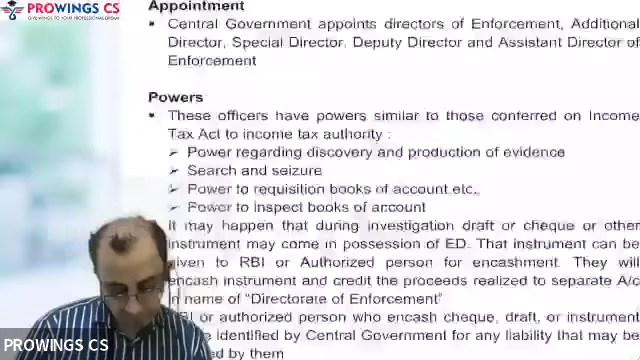 PROWINGS CS
GIVE WINGS TO YOUR PROFESSIONAL DREAM
Appointment
▪ Central Government appoints directors of Enforcement, Additional
Director, Special Director, Deputy Director and Assistant Director of
Enforcement
Powers
▪ These officers have powers similar to those conferred on Income
Tax Act to income tax authority :
➢ Power regarding discovery and production of evidence
➢ Search and seizure
➢ Power to requisition books of account etc.
➢ Power to inspect books of account
It may happen that during investigation draft or cheque or other
instrument may come in possession of ED. That instrument can be
given to RBI or Authorized person for encashment. They will
encash instrument and credit the proceeds realized to separate A/c
in name of “Directorate of Enforcement”
or authorized person who encash cheque, draft, or instrument
identified by Central Government for any liability that may be
by them
PROWINGS CS